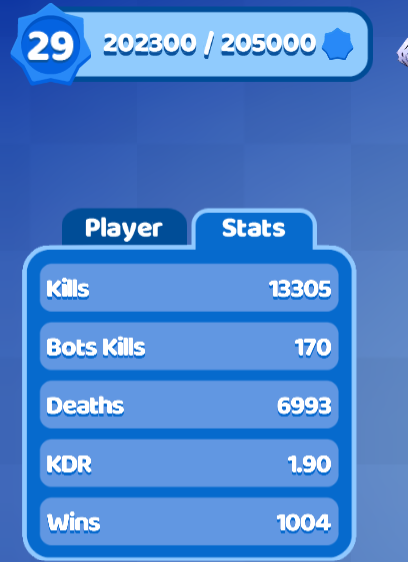 29 202300 / 205000
Player Stats
Kills 13305
Bots Kills 170
Deaths 6993
KDR 1.90
Wins 1004